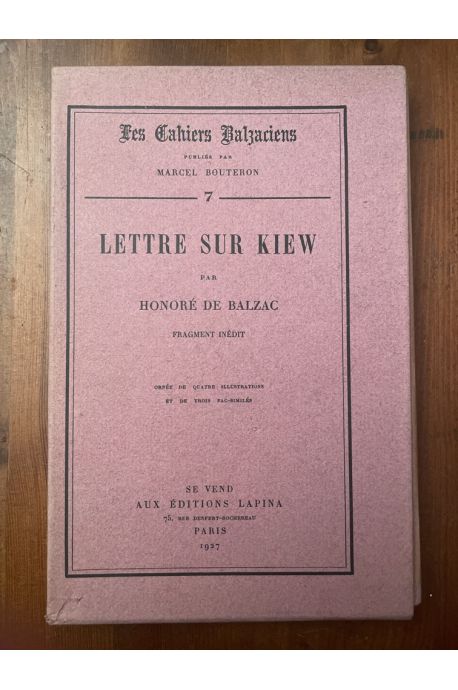 Les Cahiers Balzaciens
PUBLIÉS PAR
MARCEL BOUTERON
7
LETTRE SUR KIEW
PAR
HONORÉ DE BALZAC
FRAGMENT INÉDIT
ORNÉE DE QUATRE ILLUSTRATIONS
ET DE TROIS FAC-SIMILÉS
SE VEND
AUX ÉDITIONS LAPINA
75, RUE DENFERT-ROCHEREAU
PARIS
1927